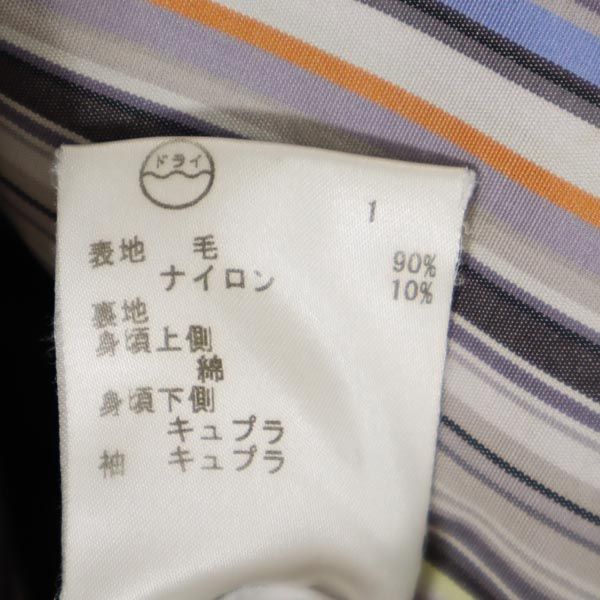 ドライ
1
表地 毛 90%
ナイロン 10%
裏地
身頃上側
綿
身頃下側
キュプラ
袖 キュプラ